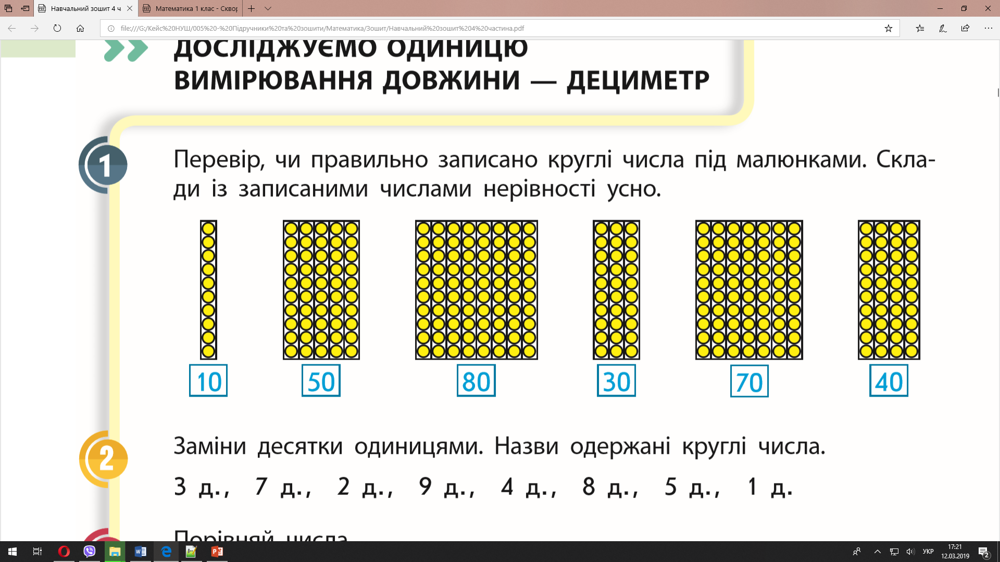 Навчальний зошит 4 ч
Математика 1 клас - Сквор
file:///G:/Кейс%20НУШ/005%20-%20Підручники%20та%20зошити/Математика/Зошит/Навчальний%20зошит%204%20частина.pdf
ДОСЛІДЖУЄМО ОДИНИЦЮ
ВИМІРЮВАННЯ ДОВЖИНИ — ДЕЦИМЕТР
1
Перевір, чи правильно записано круглі числа під малюнками. Скла-
ди із записаними числами нерівності усно.
10 50 80 30 70 40
2
Заміни десятки одиницями. Назви одержані круглі числа.
3 д., 7 д., 2 д., 9 д., 4 д., 8 д., 5 д., 1 д.
Порівняй числа.
УКР
17:21
12.03.2019
2